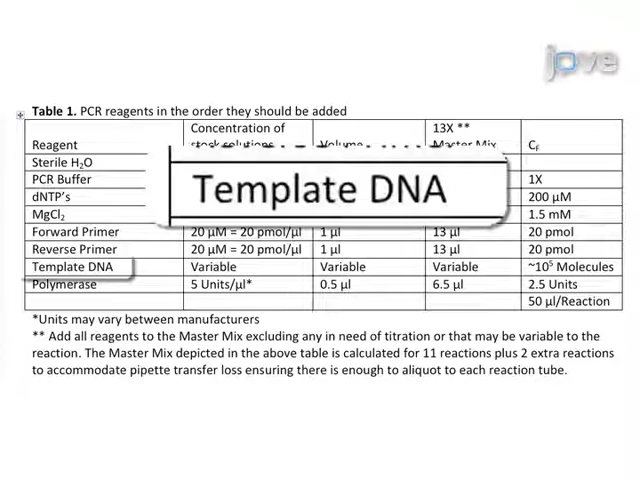 jove
Table 1. PCR reagents in the order they should be added
Reagent Concentration of stock solutions Volume 13X ** Master Mix CF
Sterile H2O
PCR Buffer 1X
dNTP's 200 µM
MgCl2 1.5 mM
Template DNA
Forward Primer 20 µM = 20 pmol/µl 1 µl 13 µl 20 pmol
Reverse Primer 20 µM = 20 pmol/µl 1 µl 13 µl 20 pmol
Template DNA Variable Variable Variable ~10⁵ Molecules
Polymerase 5 Units/µl* 0.5 µl 6.5 µl 2.5 Units
50 µl/Reaction
*Units may vary between manufacturers
** Add all reagents to the Master Mix excluding any in need of titration or that may be variable to the
reaction. The Master Mix depicted in the above table is calculated for 11 reactions plus 2 extra reactions
to accommodate pipette transfer loss ensuring there is enough to aliquot to each reaction tube.